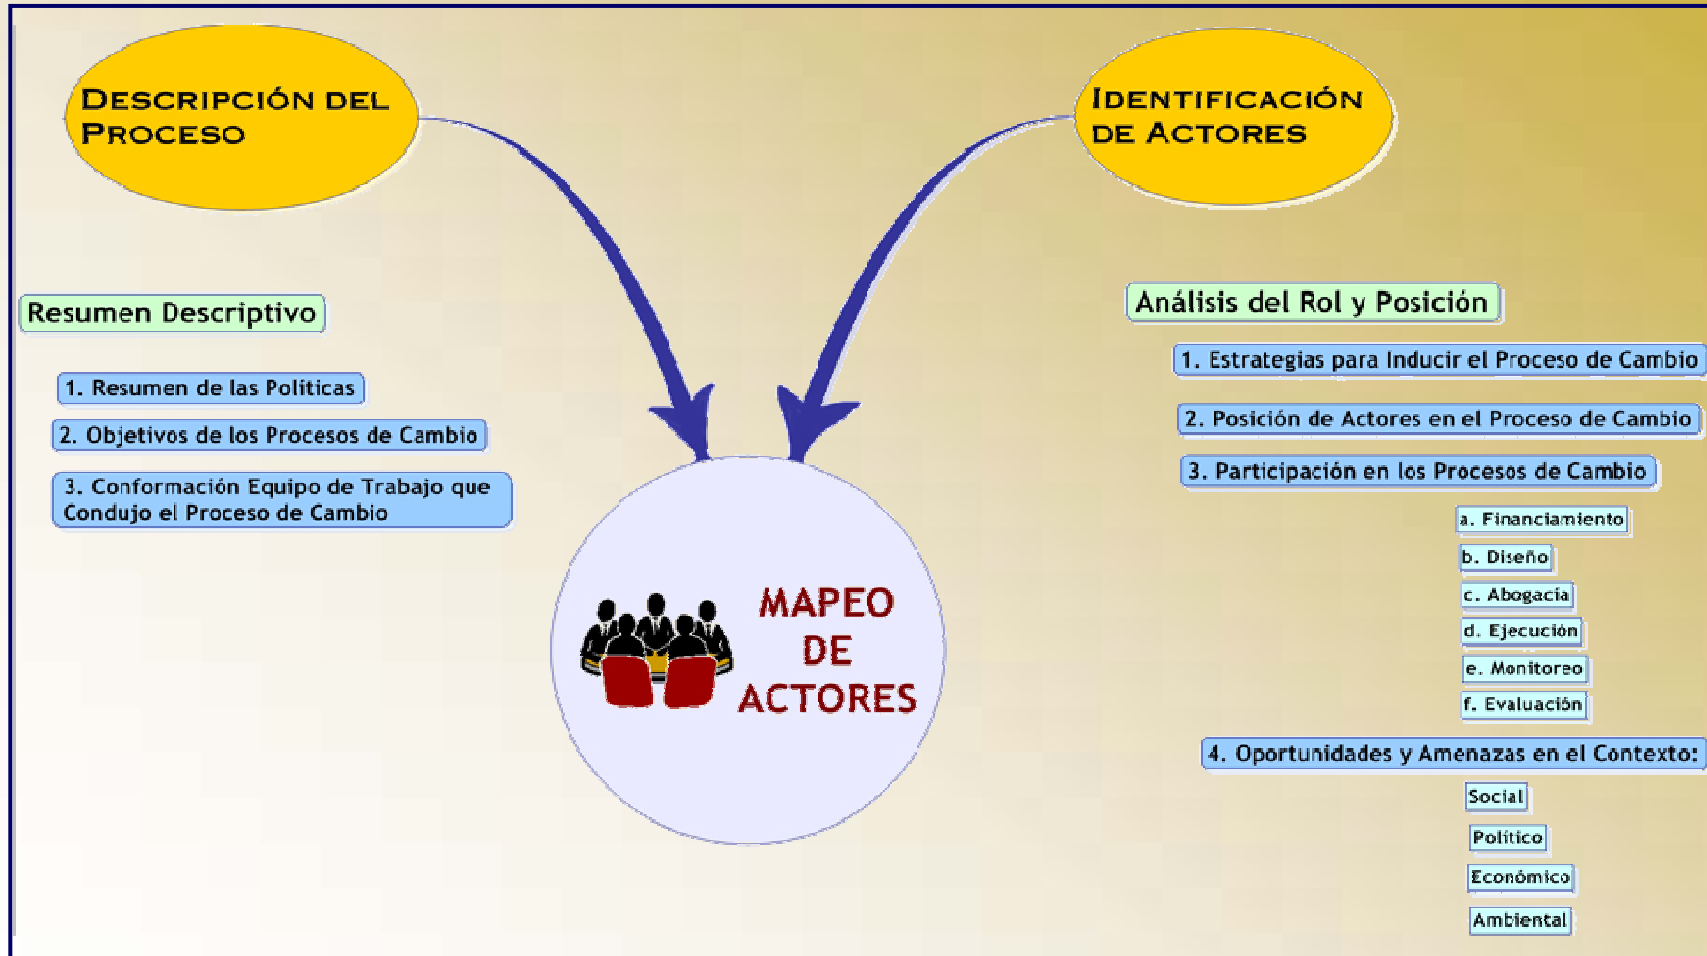 DESCRIPCIÓN DEL
PROCESO
Resumen Descriptivo
1. Resumen de las Políticas
2. Objetivos de los Procesos de Cambio
3. Conformación Equipo de Trabajo que
Condujo el Proceso de Cambio
IDENTIFICACIÓN
DE ACTORES
Análisis del Rol y Posición
1. Estrategias para Inducir el Proceso de Cambio
2. Posición de Actores en el Proceso de Cambio
3. Participación en los Procesos de Cambio
a. Financiamiento
b. Diseño
c. Abogacía
d. Ejecución
e. Monitoreo
f. Evaluación
4. Oportunidades y Amenazas en el Contexto:
Social
Político
Económico
Ambiental
MAPEO
DE
ACTORES